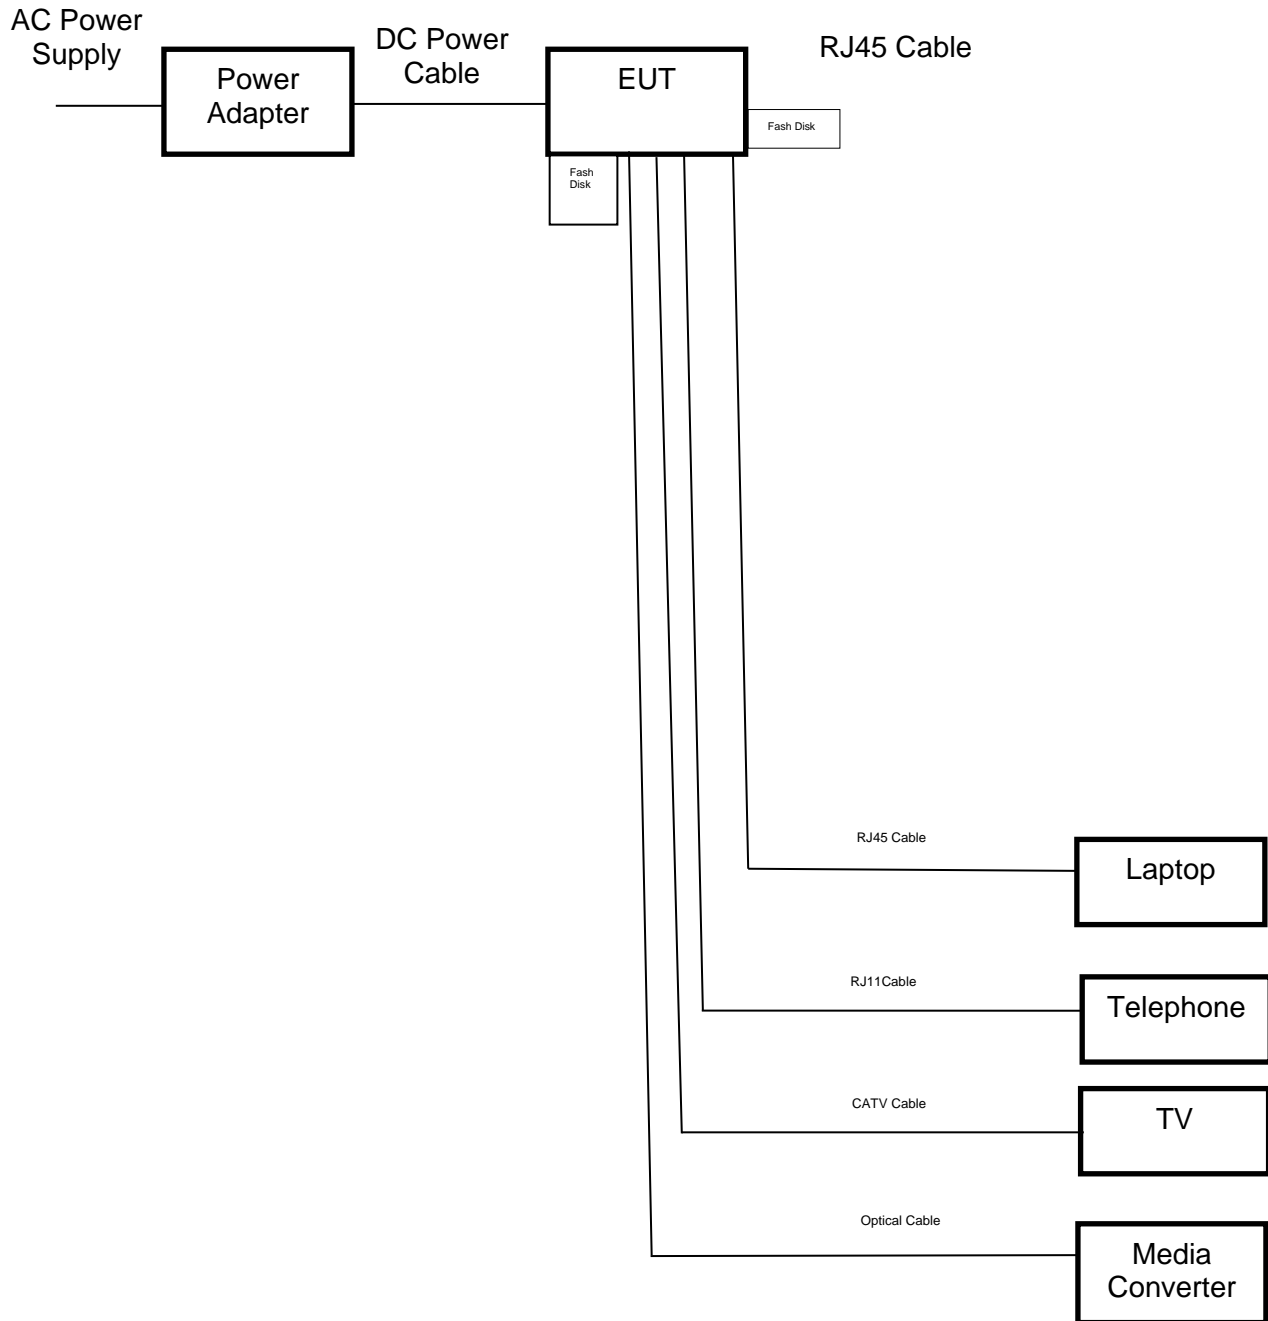 AC Power
Supply
Power
Adapter
DC Power
Cable
EUT
RJ45 Cable
Fash Disk
Fash
Disk
RJ45 Cable
Laptop
RJ11Cable
Telephone
CATV Cable
TV
Optical Cable
Media
Converter